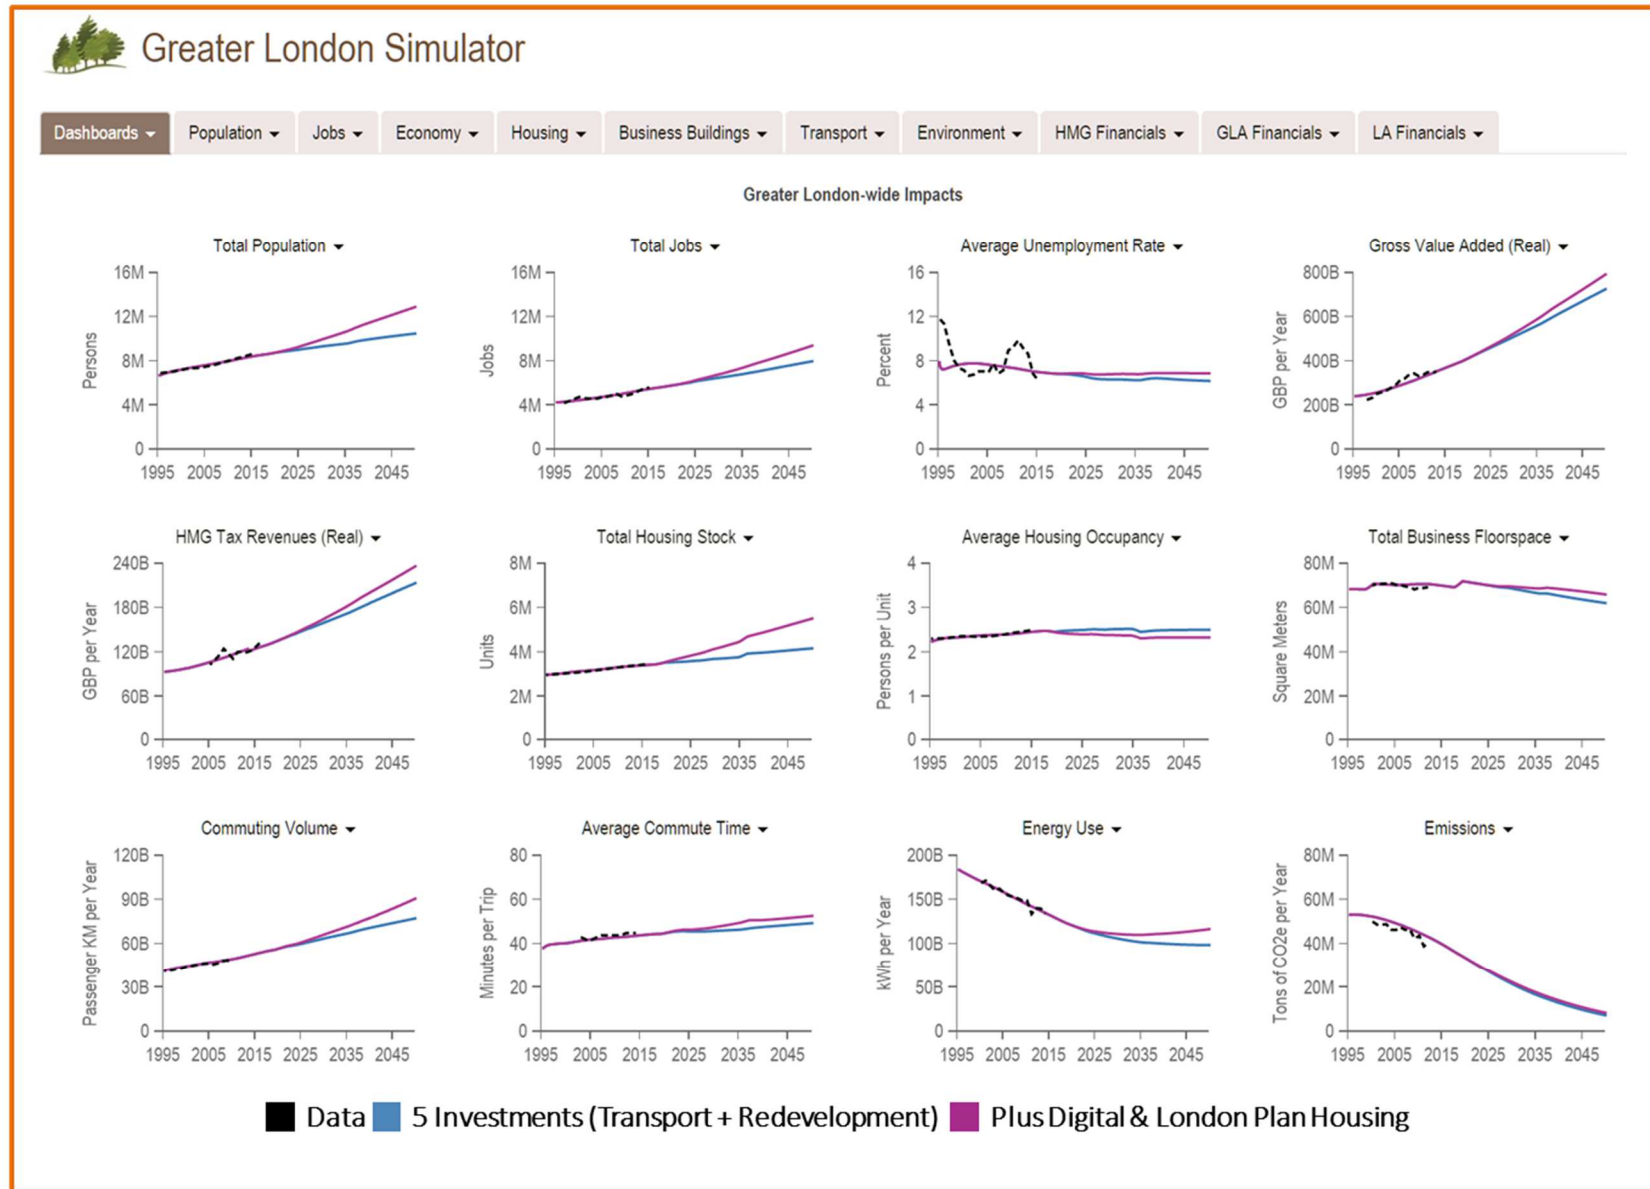 Greater London Simulator
Dashboards Population Jobs Economy Housing Business Buildings Transport Environment HMG Financials GLA Financials LA Financials
Greater London-wide Impacts
Total Population
Persons
16M
12M
8M
4M
0
1995 2005 2015 2025 2035 2045
Total Jobs
Jobs
16M
12M
8M
4M
0
1995 2005 2015 2025 2035 2045
Average Unemployment Rate
Percent
16
12
8
4
0
1995 2005 2015 2025 2035 2045
Gross Value Added (Real)
GBP per Year
800B
600B
400B
200B
0
1995 2005 2015 2025 2035 2045
HMG Tax Revenues (Real)
GBP per Year
240B
180B
120B
60B
0
1995 2005 2015 2025 2035 2045
Total Housing Stock
Units
8M
6M
4M
2M
0
1995 2005 2015 2025 2035 2045
Average Housing Occupancy
Persons per Unit
4
3
2
1
0
1995 2005 2015 2025 2035 2045
Total Business Floorspace
Square Meters
80M
60M
40M
20M
0
1995 2005 2015 2025 2035 2045
Commuting Volume
Passenger KM per Year
120B
90B
60B
30B
0
1995 2005 2015 2025 2035 2045
Average Commute Time
Minutes per Trip
80
60
40
20
0
1995 2005 2015 2025 2035 2045
Energy Use
kWh per Year
200B
150B
100B
50B
0
1995 2005 2015 2025 2035 2045
Emissions
Tons of CO2e per Year
80M
60M
40M
20M
0
1995 2005 2015 2025 2035 2045
Data 5 Investments (Transport + Redevelopment) Plus Digital & London Plan Housing